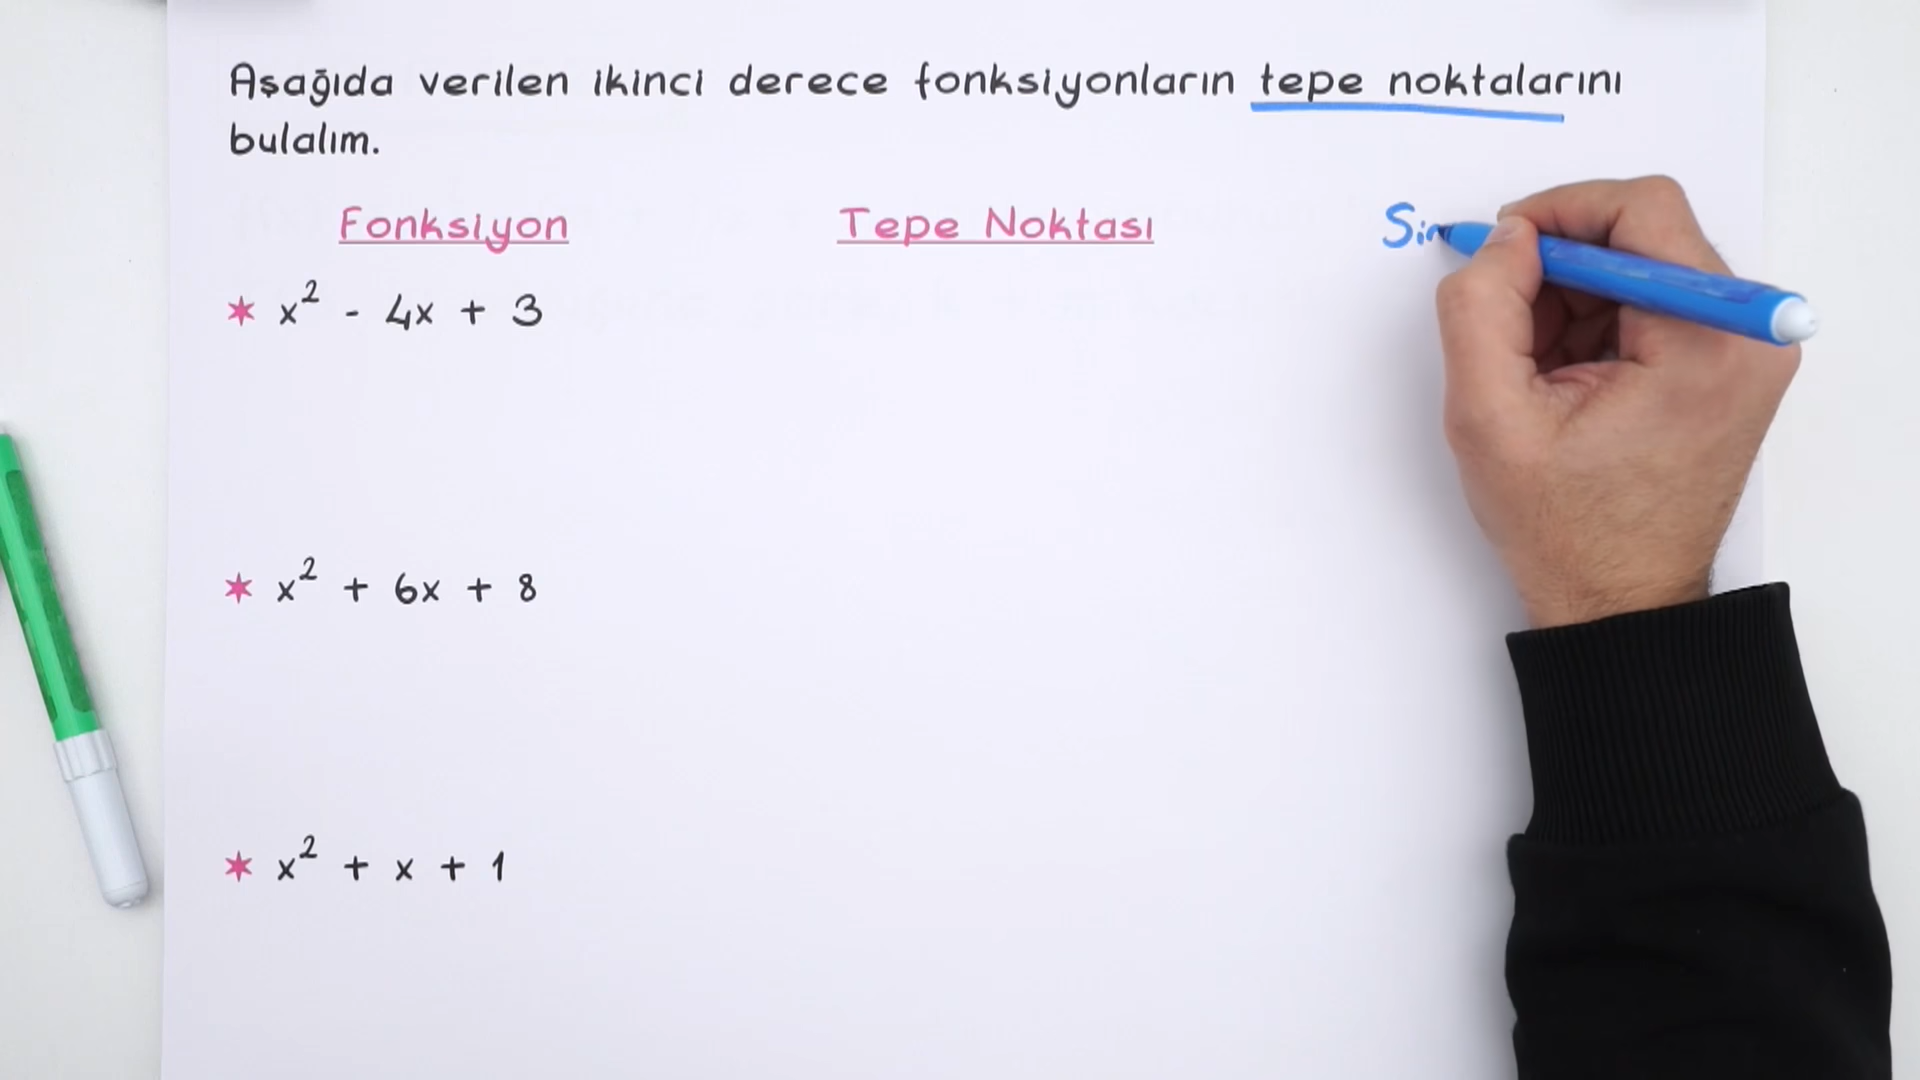 Aşağıda verilen ikinci derece fonksiyonların tepe noktalarını
bulalım.
Fonksiyon Tepe Noktası
* x² - 4x + 3
* x² + 6x + 8
* x² + x + 1